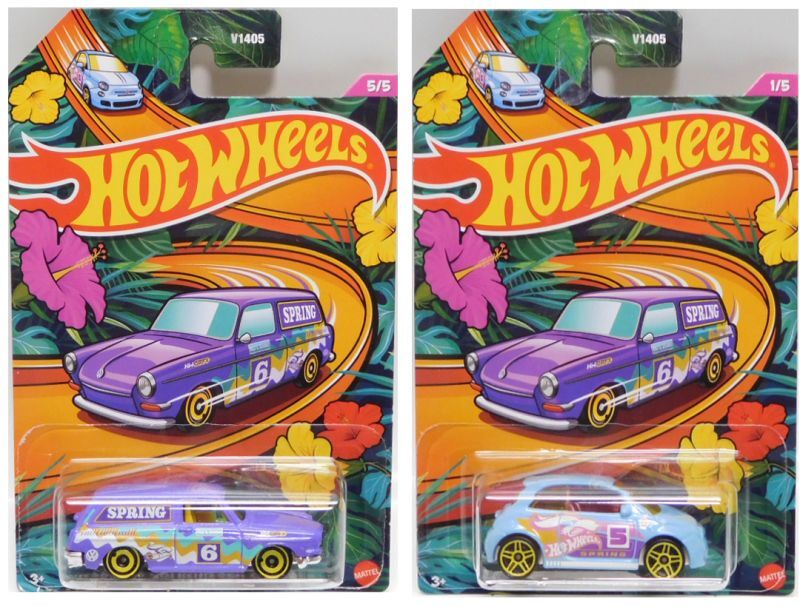 V1405
5/5
HOT WHEELS®
SPRING
6
SPRING
6
3+
MATTEL
V1405
1/5
HOT WHEELS®
SPRING
6
5
HOT WHEELS
SPRING
3+
MATTEL